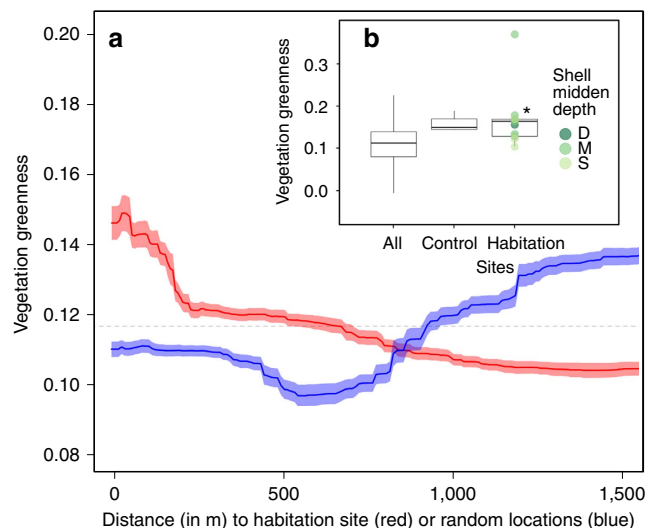 a
b
Vegetation greenness
0.20
0.18
0.16
0.14
0.12
0.10
0.08
0
500
1,000
1,500
Distance (in m) to habitation site (red) or random locations (blue)
Vegetation greenness
0.3
0.2
0.1
0.0
*
All
Control
Habitation
Sites
Shell
midden
depth
D
M
S